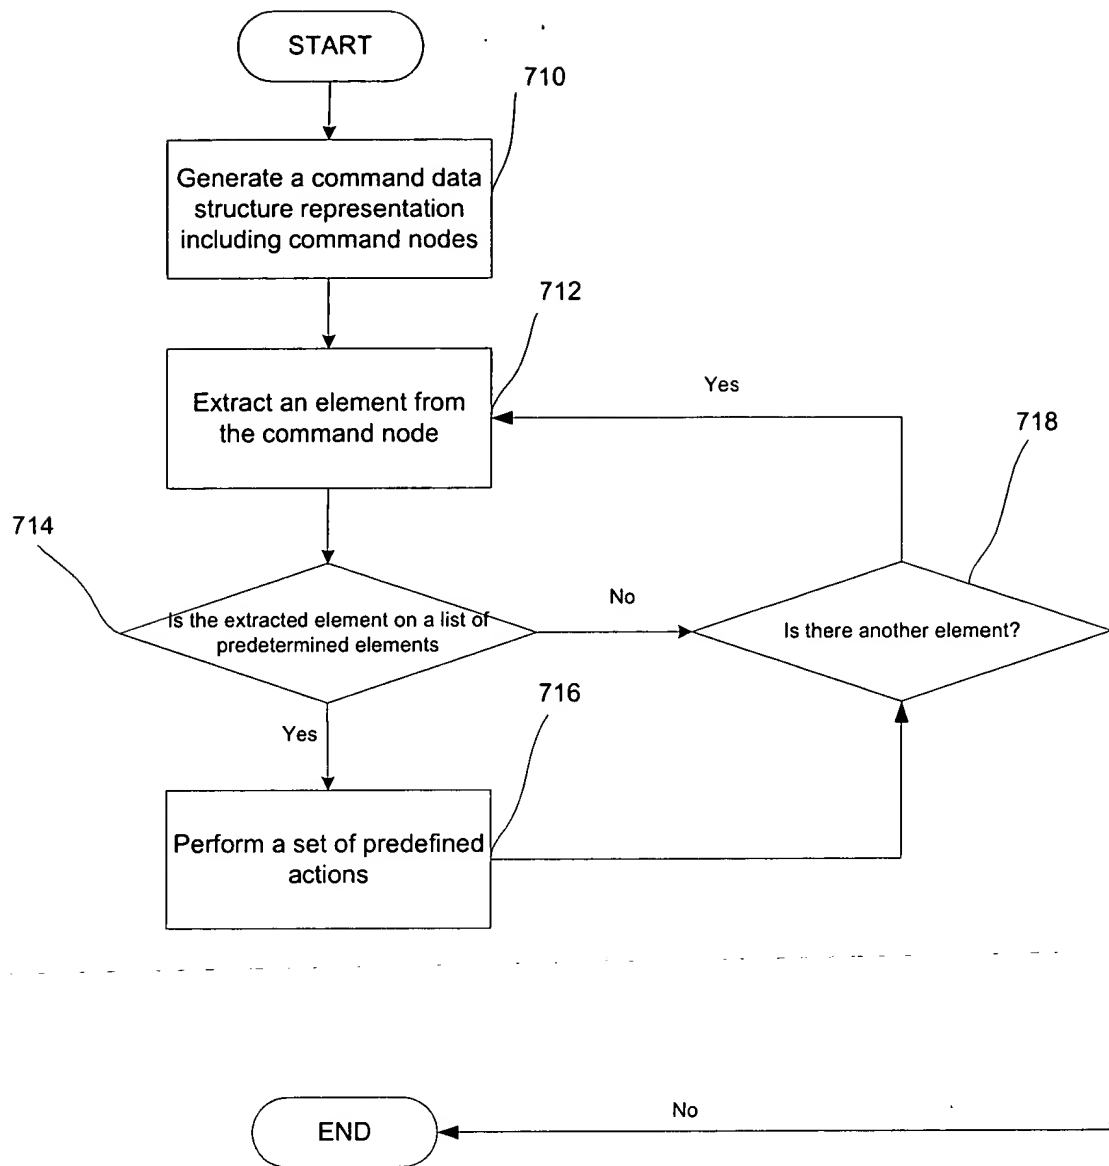 START
710
Generate a command data
structure representation
including command nodes
712
Extract an element from
the command node
Yes
718
714
Is the extracted element on a list of
predetermined elements
No
Is there another element?
716
Yes
Perform a set of predefined
actions
END
No